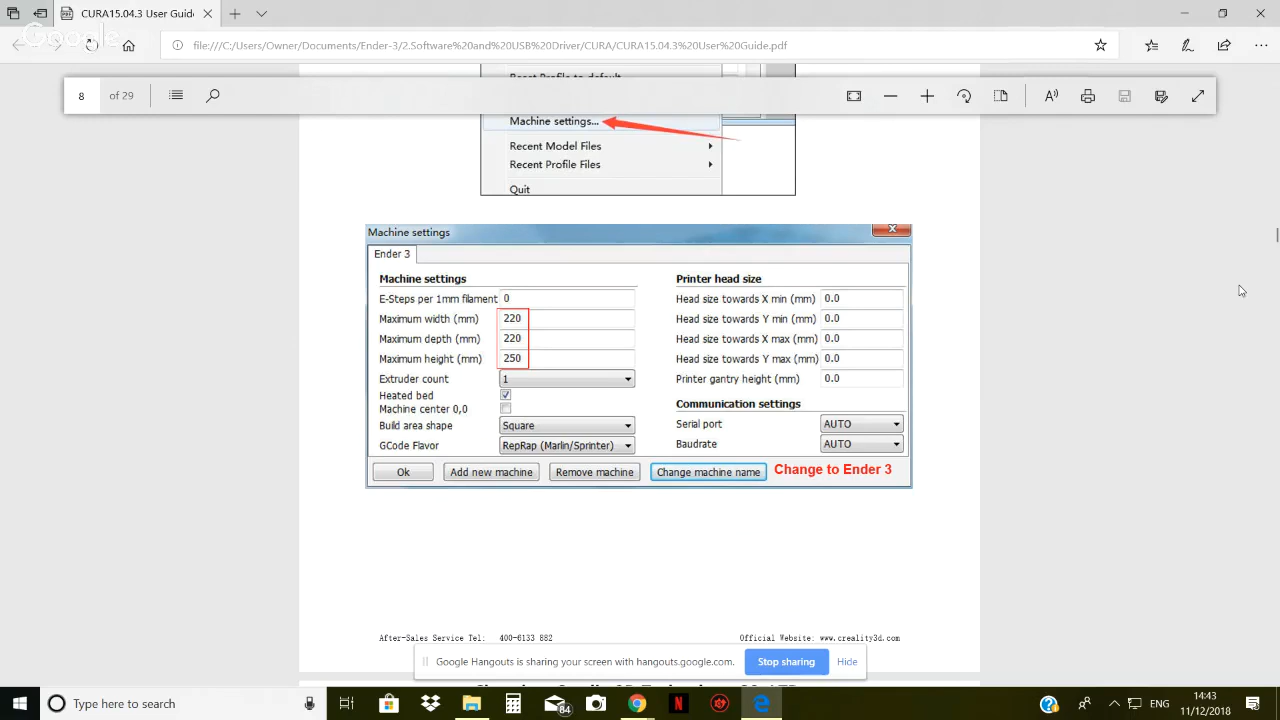 CURA15.04.3 User Guide.pdf
Google
file:///C:/Users/Owner/Documents/Ender-3/2.Software%20and%20USB%20Driver/CURA/CURA15.04.3%20User%20Guide.pdf
8 of 29
Machine settings...
Recent Model Files
Recent Profile Files
Quit
Machine settings
Ender 3
Machine settings
E-Steps per 1mm filament 0
Maximum width (mm) 220
Maximum depth (mm) 220
Maximum height (mm) 250
Extruder count 1
Heated bed
Machine center 0,0
Build area shape Square
GCode Flavor RepRap (Marlin/Sprinter)
Printer head size
Head size towards X min (mm) 0.0
Head size towards Y min (mm) 0.0
Head size towards X max (mm) 0.0
Head size towards Y max (mm) 0.0
Printer gantry height (mm) 0.0
Communication settings
Serial port AUTO
Baudrate AUTO
Ok Add new machine Remove machine Change machine name Change to Ender 3
After-Sales Service Tel: 400-6133 882 Official Website: www.creality3d.com
Google Hangouts is sharing your screen with hangouts.google.com. Stop sharing Hide
Type here to search
84
ENG
14:43
11/12/2018